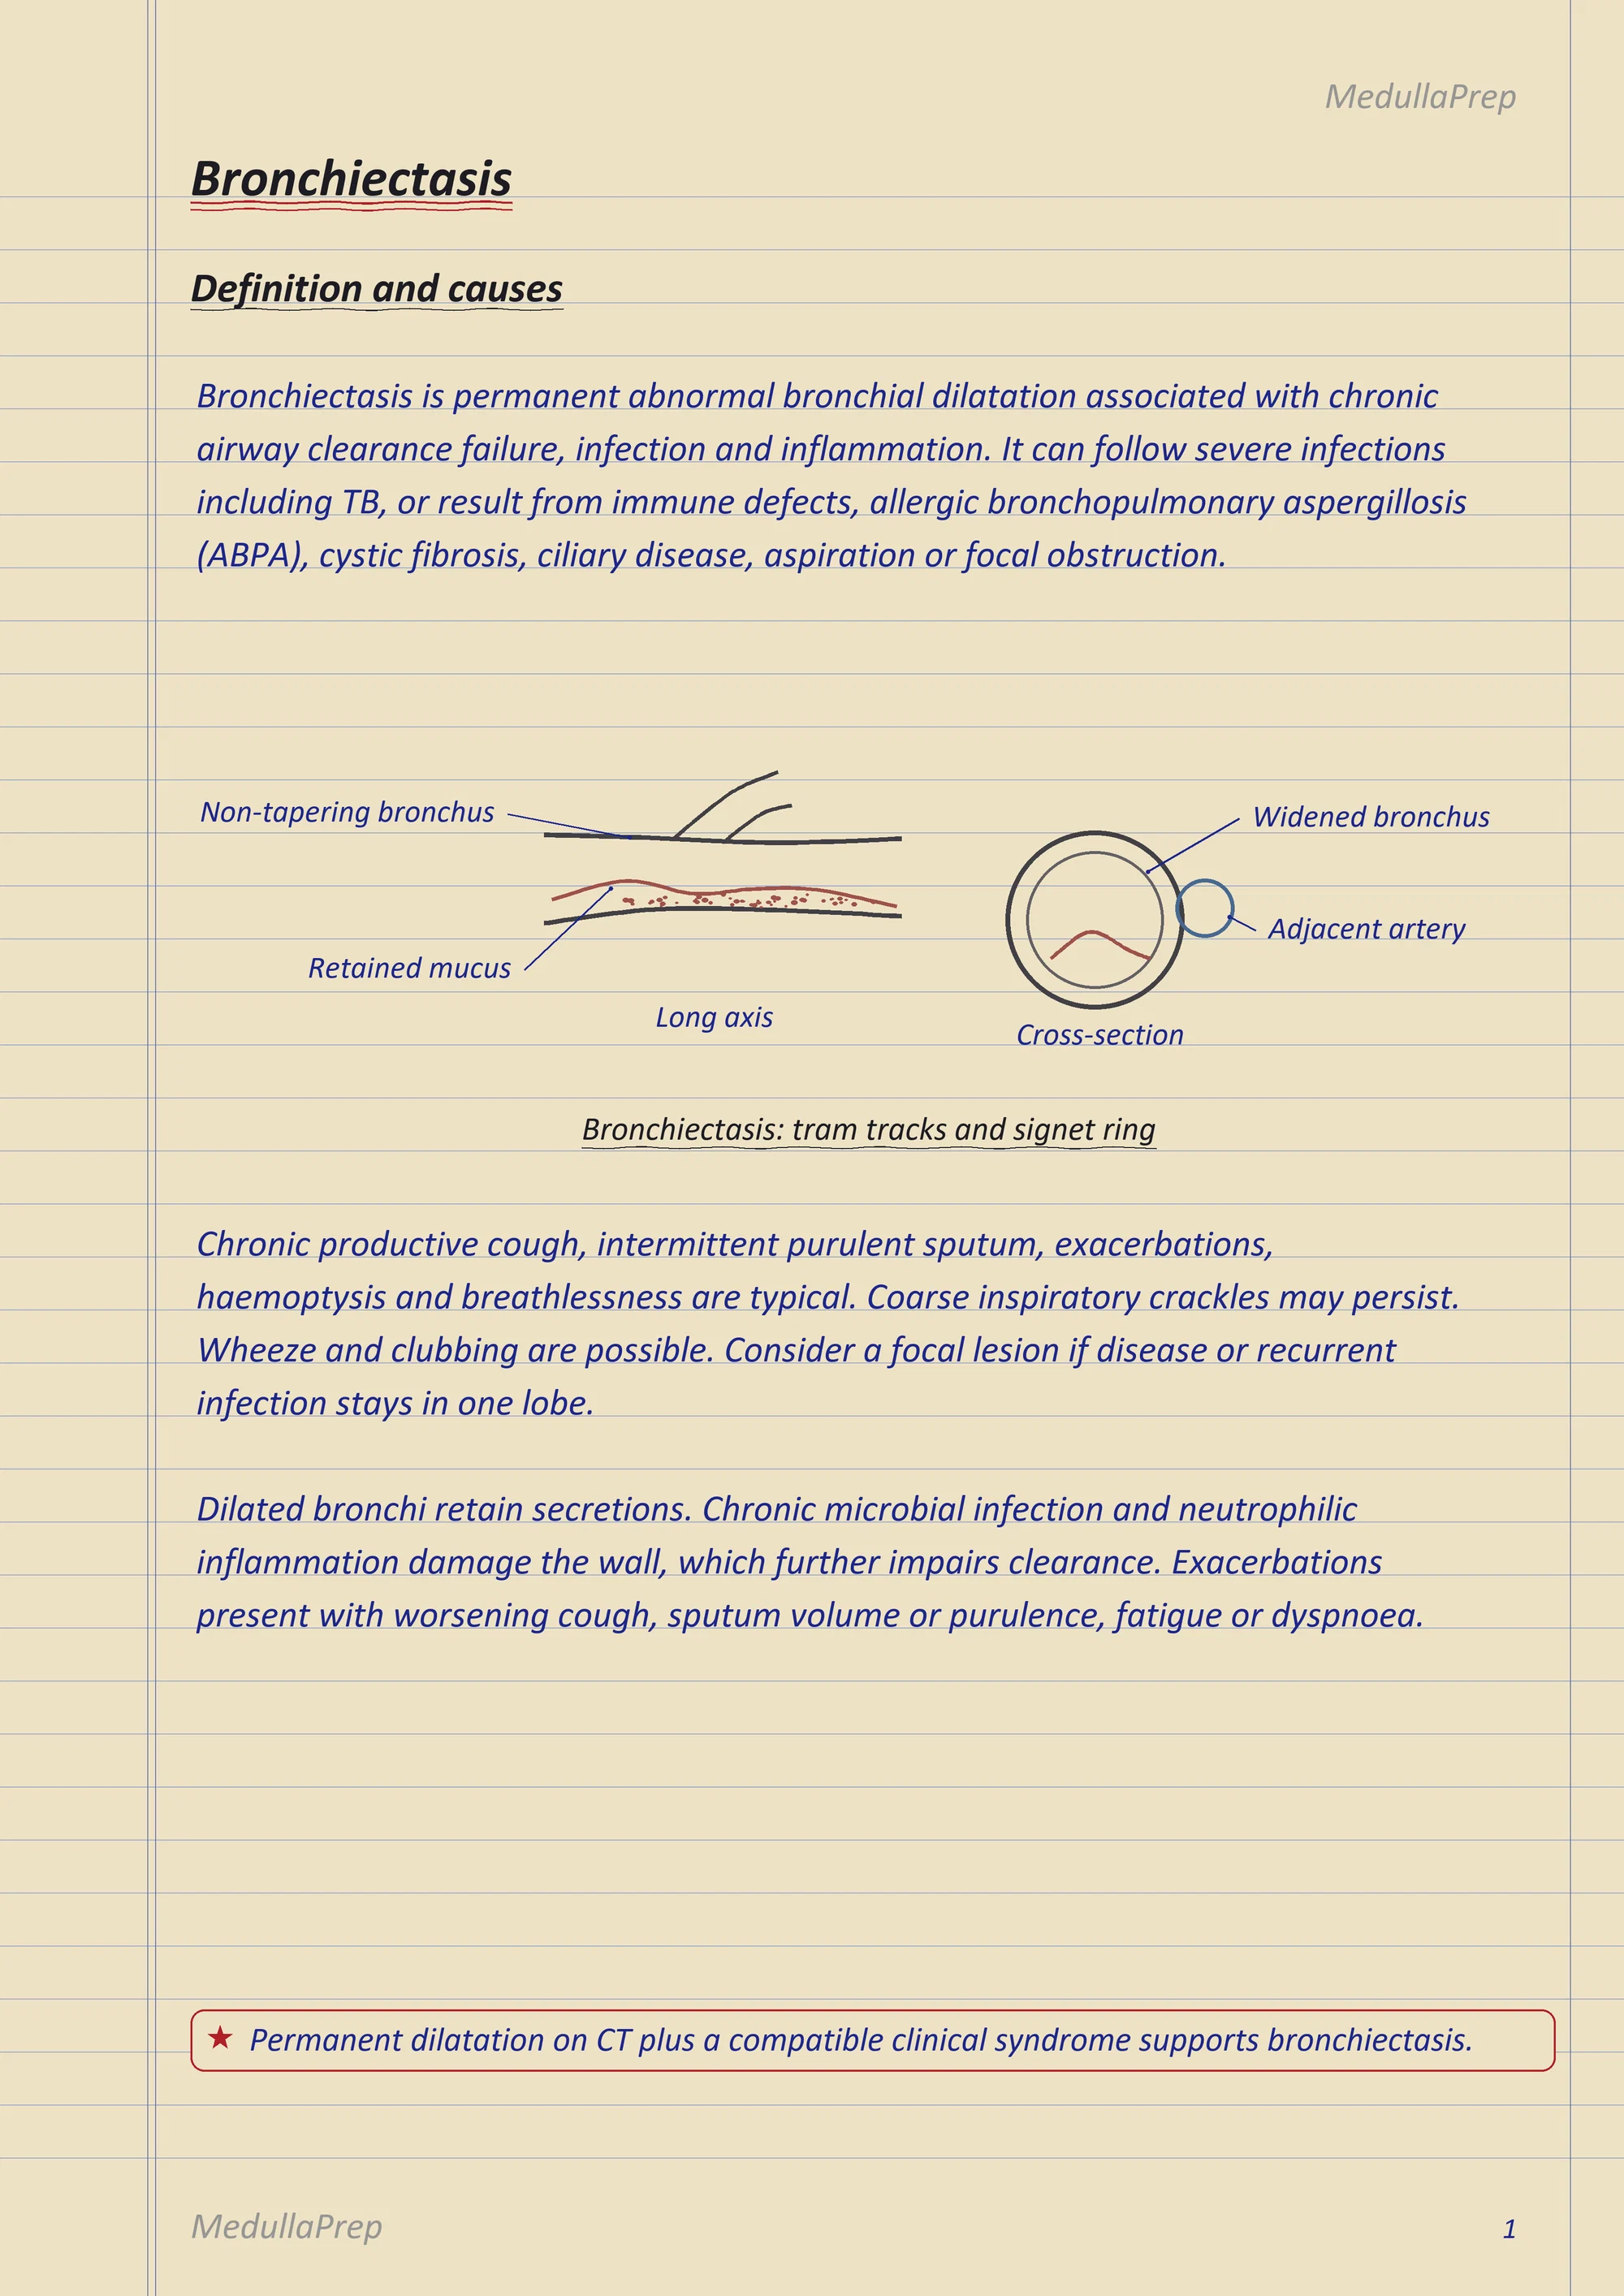 MedullaPrep
Bronchiectasis
Definition and causes
Bronchiectasis is permanent abnormal bronchial dilatation associated with chronic
airway clearance failure, infection and inflammation. It can follow severe infections
including TB, or result from immune defects, allergic bronchopulmonary aspergillosis
(ABPA), cystic fibrosis, ciliary disease, aspiration or focal obstruction.
Non-tapering bronchus
Widened bronchus
Adjacent artery
Retained mucus
Long axis
Cross-section
Bronchiectasis: tram tracks and signet ring
Chronic productive cough, intermittent purulent sputum, exacerbations,
haemoptysis and breathlessness are typical. Coarse inspiratory crackles may persist.
Wheeze and clubbing are possible. Consider a focal lesion if disease or recurrent
infection stays in one lobe.
Dilated bronchi retain secretions. Chronic microbial infection and neutrophilic
inflammation damage the wall, which further impairs clearance. Exacerbations
present with worsening cough, sputum volume or purulence, fatigue or dyspnoea.
★ Permanent dilatation on CT plus a compatible clinical syndrome supports bronchiectasis.
MedullaPrep
1